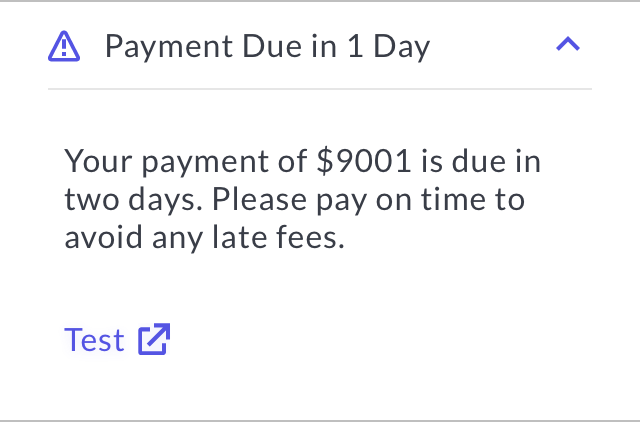 Payment Due in 1 Day
Your payment of $9001 is due in
two days. Please pay on time to
avoid any late fees.
Test